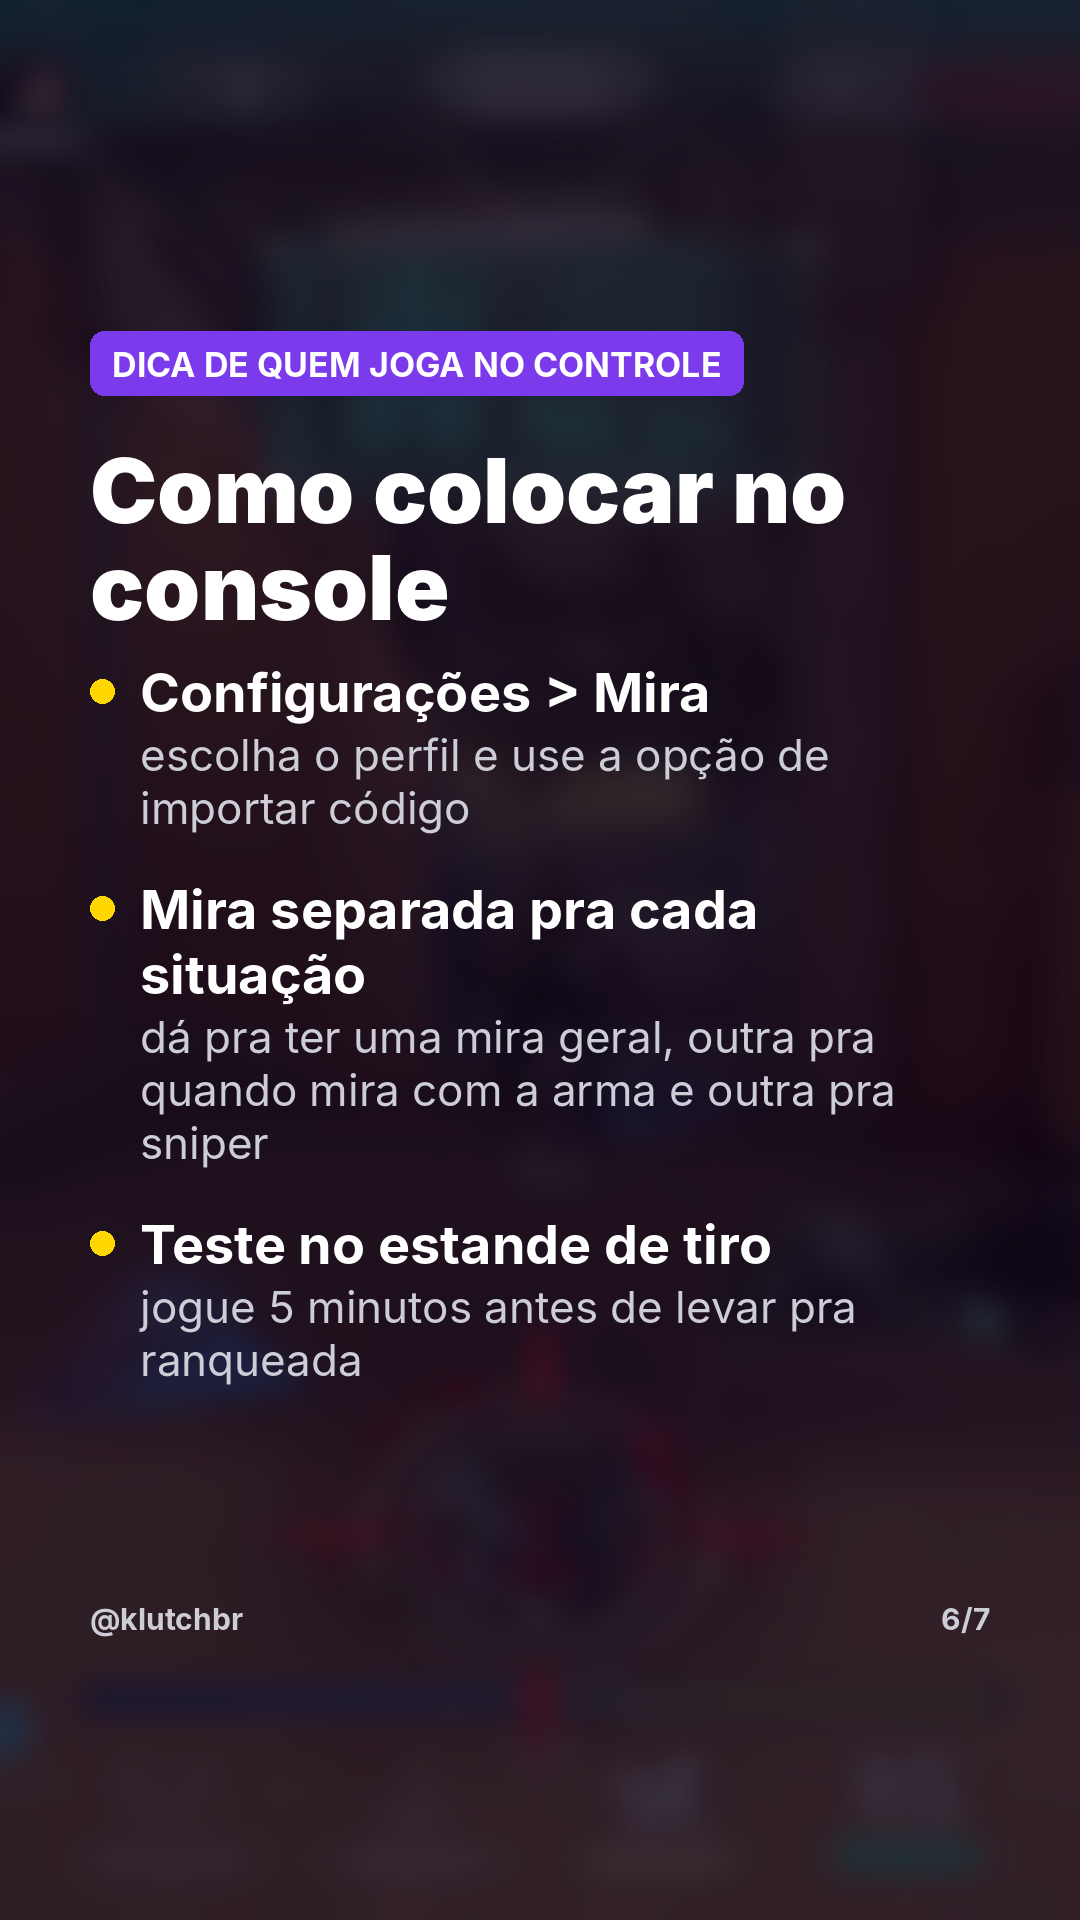 DICA DE QUEM JOGA NO CONTROLE
Como colocar no
console
Configurações > Mira
escolha o perfil e use a opção de
importar código
Mira separada pra cada
situação
dá pra ter uma mira geral, outra pra
quando mira com a arma e outra pra
sniper
Teste no estande de tiro
jogue 5 minutos antes de levar pra
ranqueada
@klutchbr
6/7